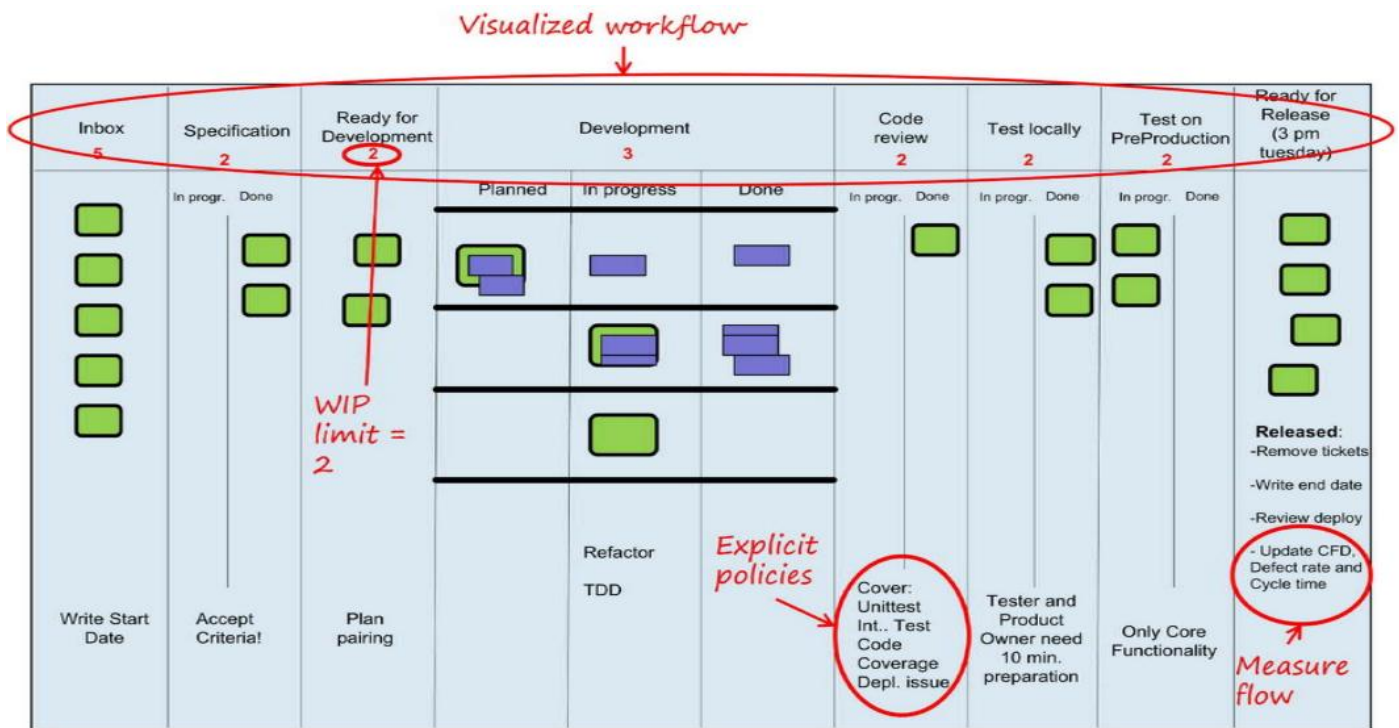 Visualized workflow
Inbox
5
Specification
2
Ready for
Development
2
Development
3
Code
review
2
Test locally
2
Test on
PreProduction
2
Ready for
Release
(3 pm
tuesday)
In progr. Done
Planned
In progress
Done
In progr. Done
In progr. Done
In progr. Done
WIP
limit =
2
Write Start
Date
Accept
Criteria!
Plan
pairing
Refactor
TDD
Explicit
policies
Cover:
Unittest
Int.. Test
Code
Coverage
Depl. issue
Tester and
Product
Owner need
10 min.
preparation
Only Core
Functionality
Released:
-Remove tickets
-Write end date
-Review deploy
- Update CFD,
Defect rate and
Cycle time
Measure
flow